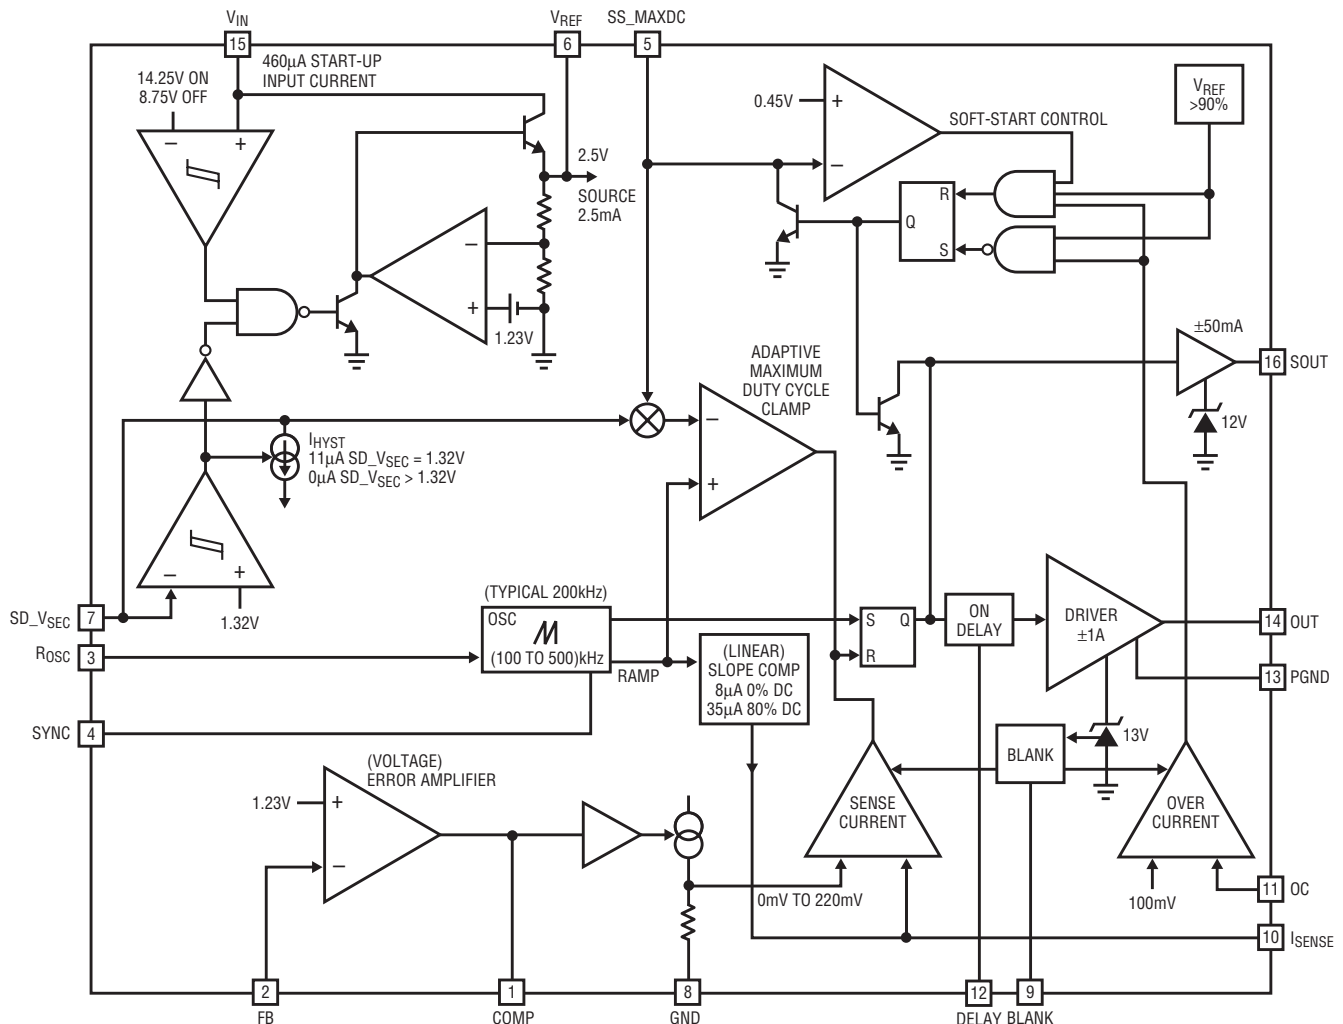 VIN
VREF
SS_MAXDC
15
6
5
460μA START-UP
INPUT CURRENT
14.25V ON
8.75V OFF
–
+
2.5V
SOURCE
2.5mA
–
+
1.23V
0.45V
+
–
SOFT-START CONTROL
VREF
>90%
R
Q
S
±50mA
16
SOUT
12V
ADAPTIVE
MAXIMUM
DUTY CYCLE
CLAMP
–
+
IHYST
11μA SD_VSEC = 1.32V
0μA SD_VSEC > 1.32V
–
+
1.32V
SD_VSEC
7
ROSC
3
SYNC
4
(TYPICAL 200kHz)
OSC
(100 TO 500)kHz
RAMP
(LINEAR)
SLOPE COMP
8μA 0% DC
35μA 80% DC
S
Q
R
ON
DELAY
DRIVER
±1A
14
OUT
13
PGND
13V
BLANK
(VOLTAGE)
ERROR AMPLIFIER
1.23V
+
–
SENSE
CURRENT
OVER
CURRENT
0mV TO 220mV
100mV
11
OC
10
ISENSE
2
1
8
12
9
FB
COMP
GND
DELAY
BLANK